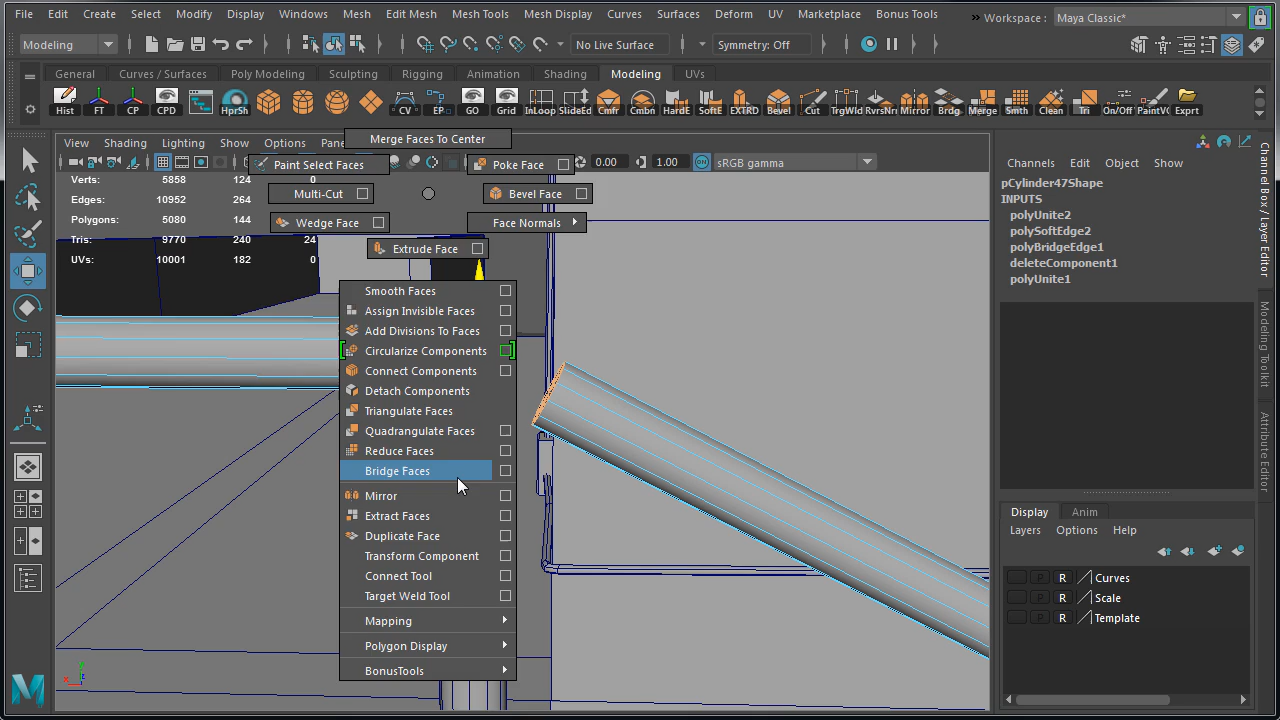 File Edit Create Select Modify Display Windows Mesh Edit Mesh Mesh Tools Mesh Display Curves Surfaces Deform UV Marketplace Bonus Tools Workspace : Maya Classic*
Modeling No Live Surface Symmetry: Off
General Curves / Surfaces Poly Modeling Sculpting Rigging Animation Shading Modeling UVs
Hist FT CP CPD HprSh CV EP GO Grid InLoop SlideEd Cmfr Cmbn HardE SoftE EXTRD Bevel Cut TrgWld RvrsNr Mirror Brdg Merge Smth Clean Tri On/Off PaintV Exprt
Merge Faces To Center
View Shading Lighting Show Options Pan
Paint Select Faces Poke Face 0.00 1.00 sRGB gamma
Multi-Cut Bevel Face
Wedge Face Face Normals
Extrude Face
Verts: 5858 124 0
Edges: 10952 264
Polygons: 5080 144
Tris: 9770 240 24
UVs: 10001 182 0
Smooth Faces
Assign Invisible Faces
Add Divisions To Faces
Circularize Components
Connect Components
Detach Components
Triangulate Faces
Quadrangulate Faces
Reduce Faces
Bridge Faces
Mirror
Extract Faces
Duplicate Face
Transform Component
Connect Tool
Target Weld Tool
Mapping
Polygon Display
BonusTools
Channels Edit Object Show
pCylinder47Shape
INPUTS
polyUnite2
polySoftEdge2
polyBridgeEdge1
deleteComponent1
polyUnite1
Display Anim
Layers Options Help
R Curves
R Scale
R Template
Channel Box / Layer Editor
Modeling Toolkit
Attribute Editor